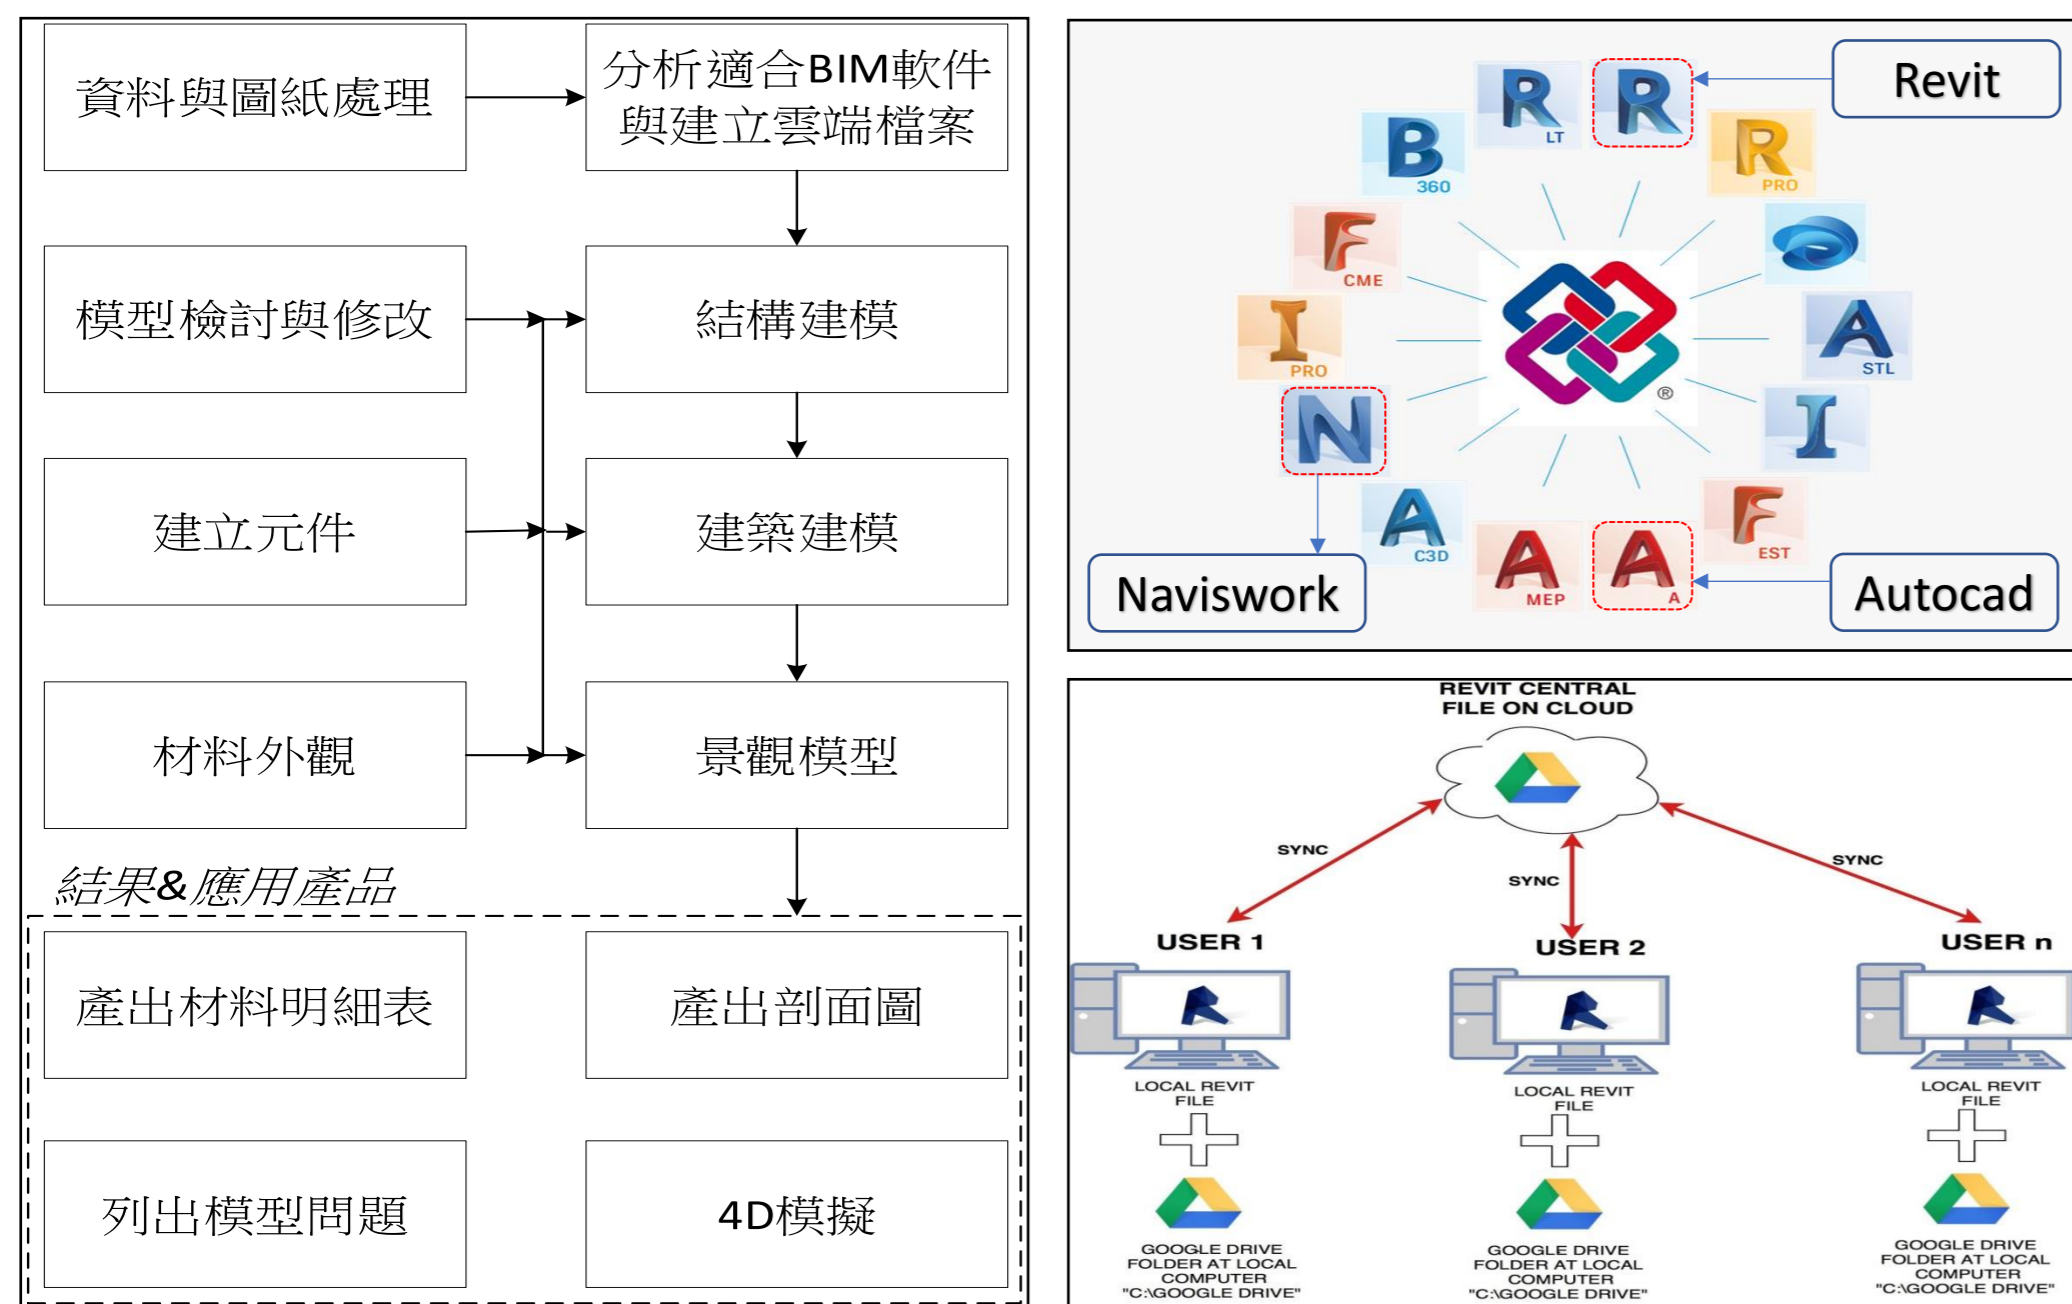 資料與圖紙處理
分析適合BIM軟件
與建立雲端檔案
模型檢討與修改
結構建模
建立元件
建築建模
材料外觀
景觀模型
結果&應用產品
產出材料明細表
產出剖面圖
列出模型問題
4D模擬
Revit
R
LT
R
R
PRO
B
360
F
CME
A
STL
I
PRO
®
N
I
A
C3D
A
MEP
A
A
F
EST
Naviswork
Autocad
REVIT CENTRAL
FILE ON CLOUD
SYNC
SYNC
SYNC
USER 1
USER 2
USER n
R
R
R
LOCAL REVIT
FILE
LOCAL REVIT
FILE
LOCAL REVIT
FILE
GOOGLE DRIVE
FOLDER AT LOCAL
COMPUTER
"C:\GOOGLE DRIVE"
GOOGLE DRIVE
FOLDER AT LOCAL
COMPUTER
"C:\GOOGLE DRIVE"
GOOGLE DRIVE
FOLDER AT LOCAL
COMPUTER
"C:\GOOGLE DRIVE"